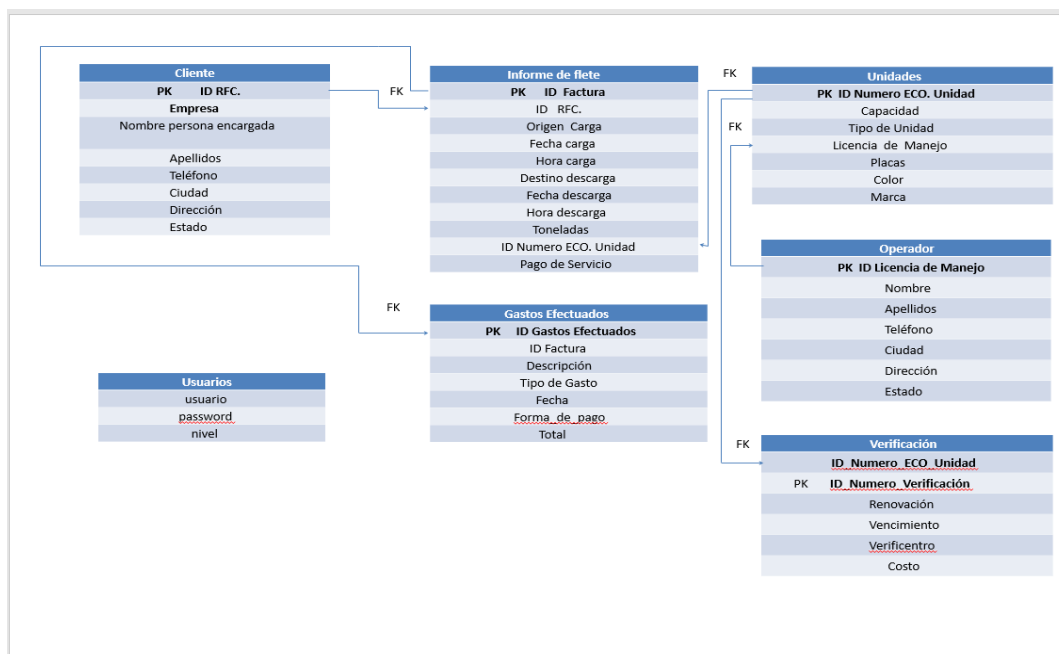 Cliente
PK ID RFC.
Empresa
Nombre persona encargada
Apellidos
Teléfono
Ciudad
Dirección
Estado
FK
Informe de flete
PK ID Factura
ID RFC.
Origen Carga
Fecha carga
Hora carga
Destino descarga
Fecha descarga
Hora descarga
Toneladas
ID Numero ECO. Unidad
Pago de Servicio
FK
FK
Unidades
PK ID Numero ECO. Unidad
Capacidad
Tipo de Unidad
Licencia de Manejo
Placas
Color
Marca
Operador
PK ID Licencia de Manejo
Nombre
Apellidos
Teléfono
Ciudad
Dirección
Estado
FK
Gastos Efectuados
PK ID Gastos Efectuados
ID Factura
Descripción
Tipo de Gasto
Fecha
Forma_de_pago
Total
Usuarios
usuario
password
nivel
FK
Verificación
ID_Numero_ECO_Unidad
PK ID_Numero_Verificación
Renovación
Vencimiento
Verificentro
Costo